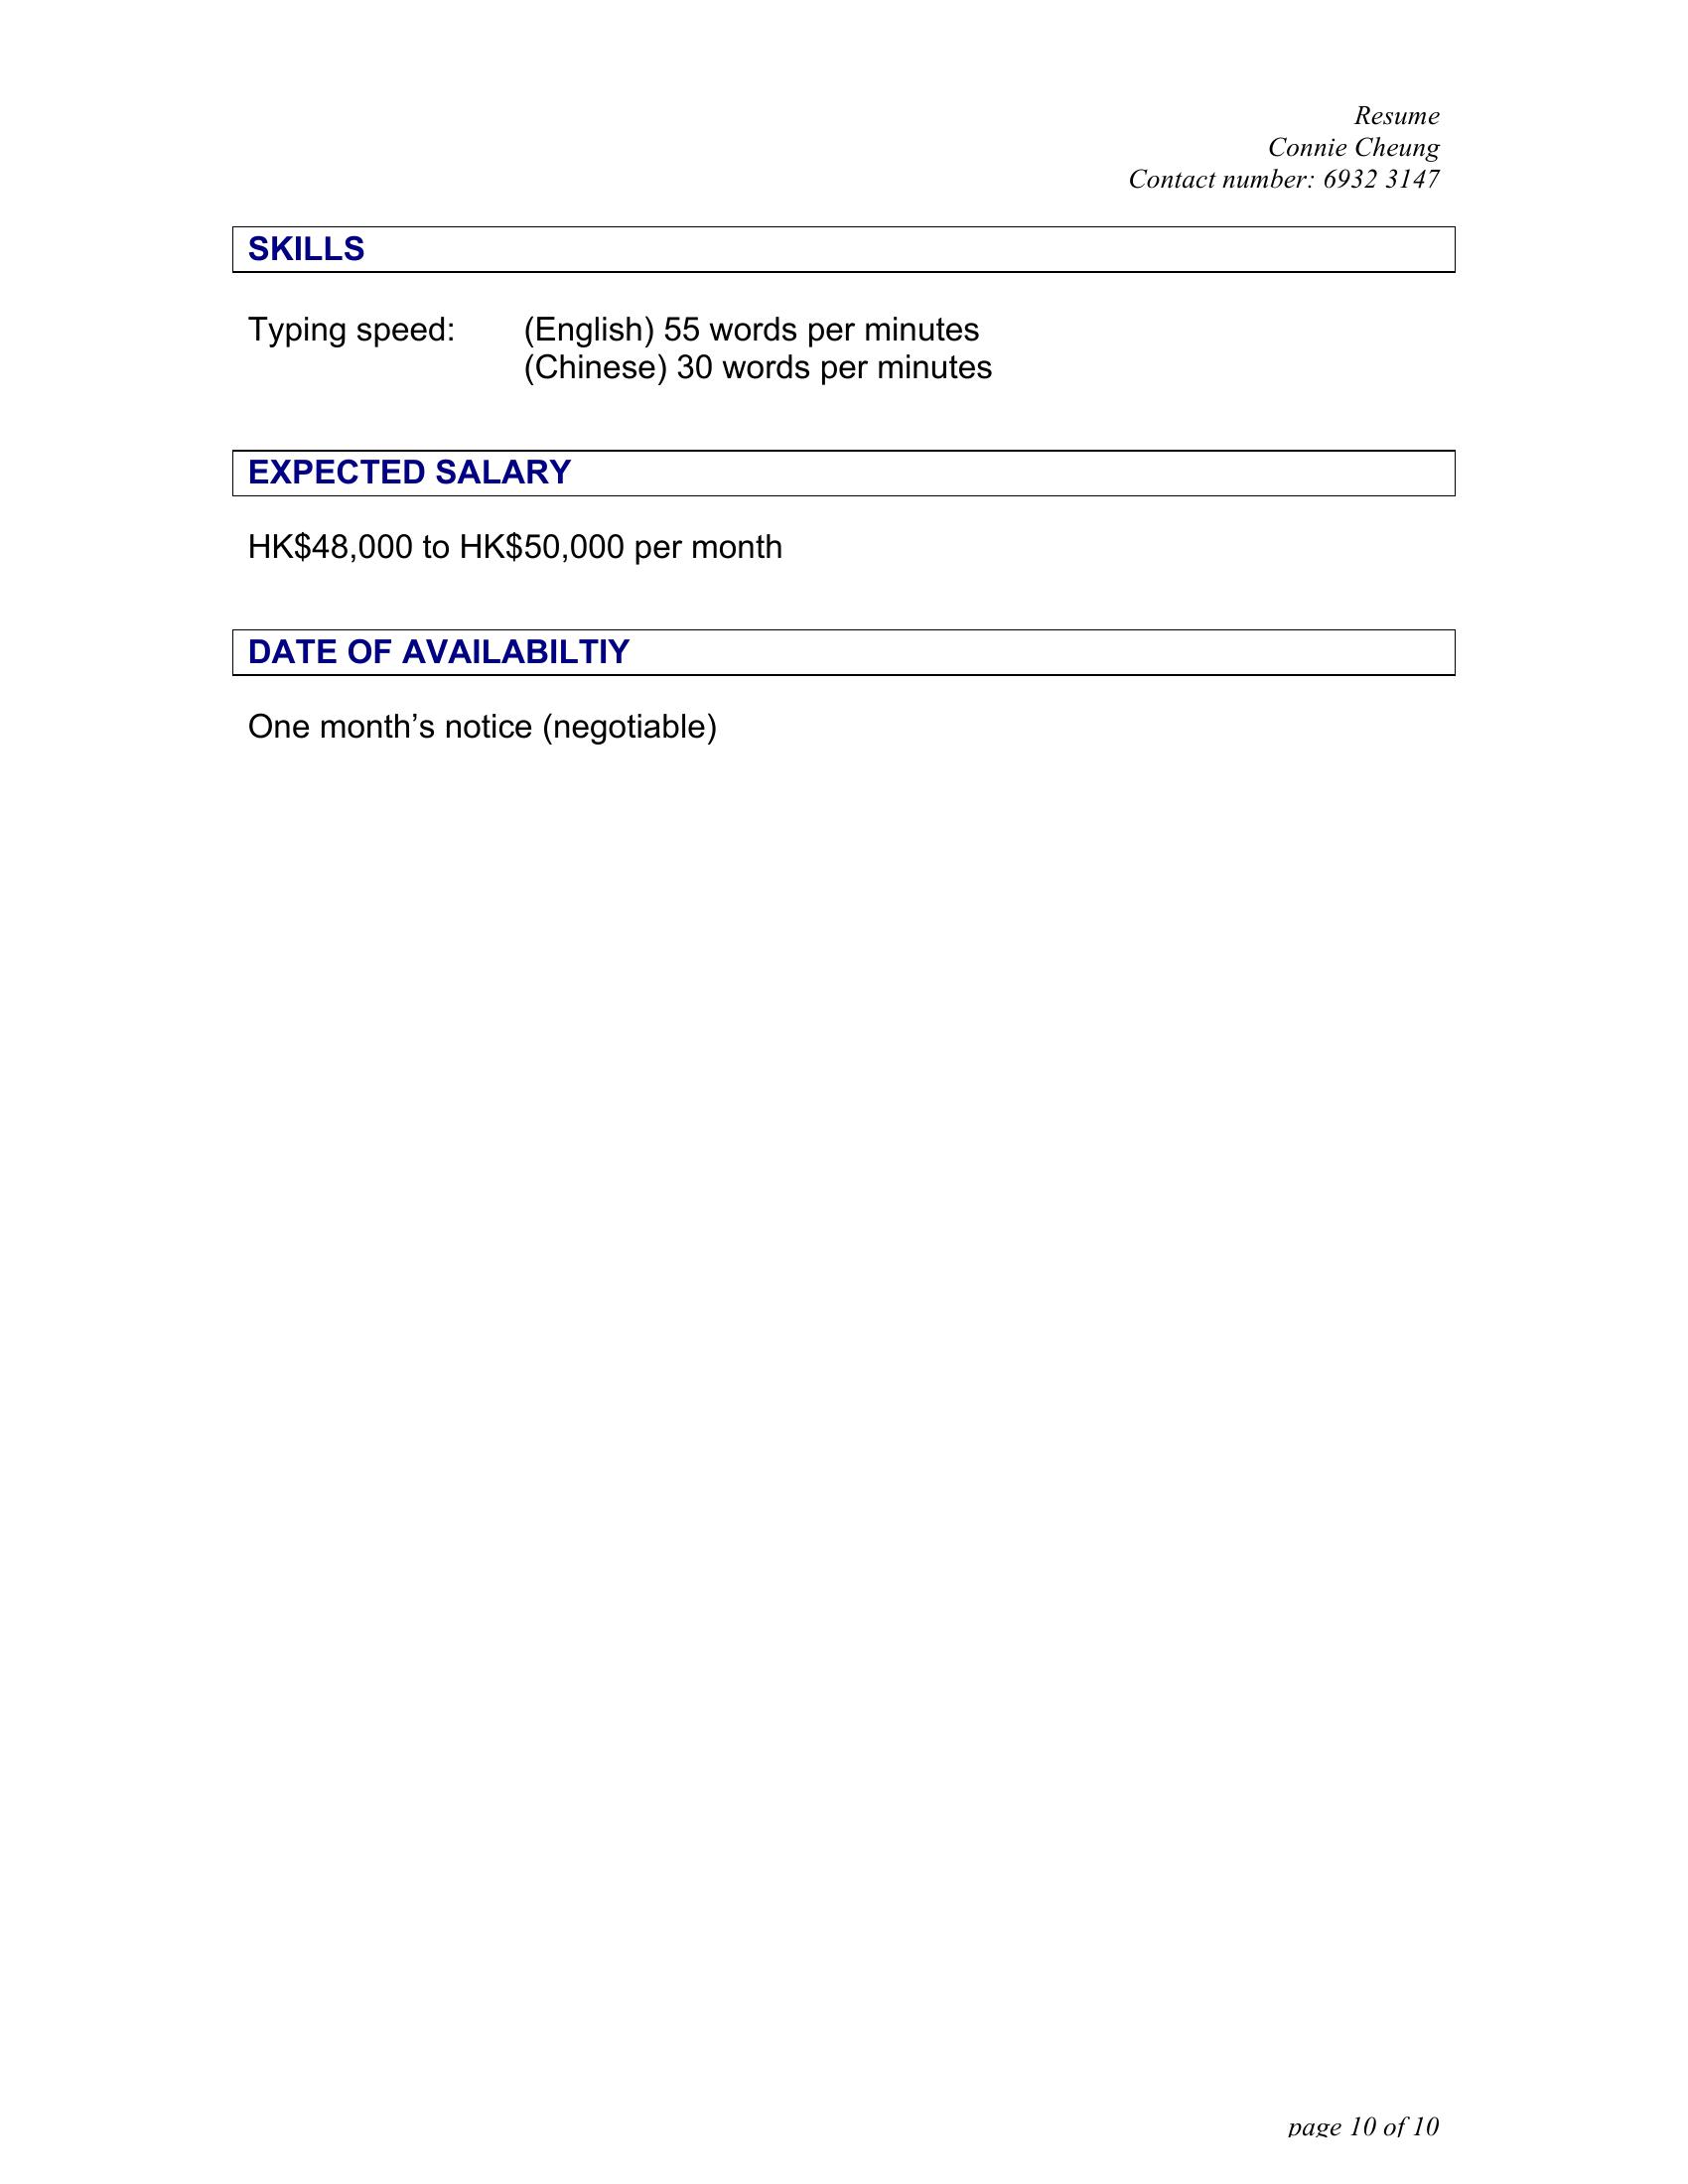 Resume
Connie Cheung
Contact number: 6932 3147
SKILLS
Typing speed: (English) 55 words per minutes
(Chinese) 30 words per minutes
EXPECTED SALARY
HK$48,000 to HK$50,000 per month
DATE OF AVAILABILTIY
One month’s notice (negotiable)
page 10 of 10